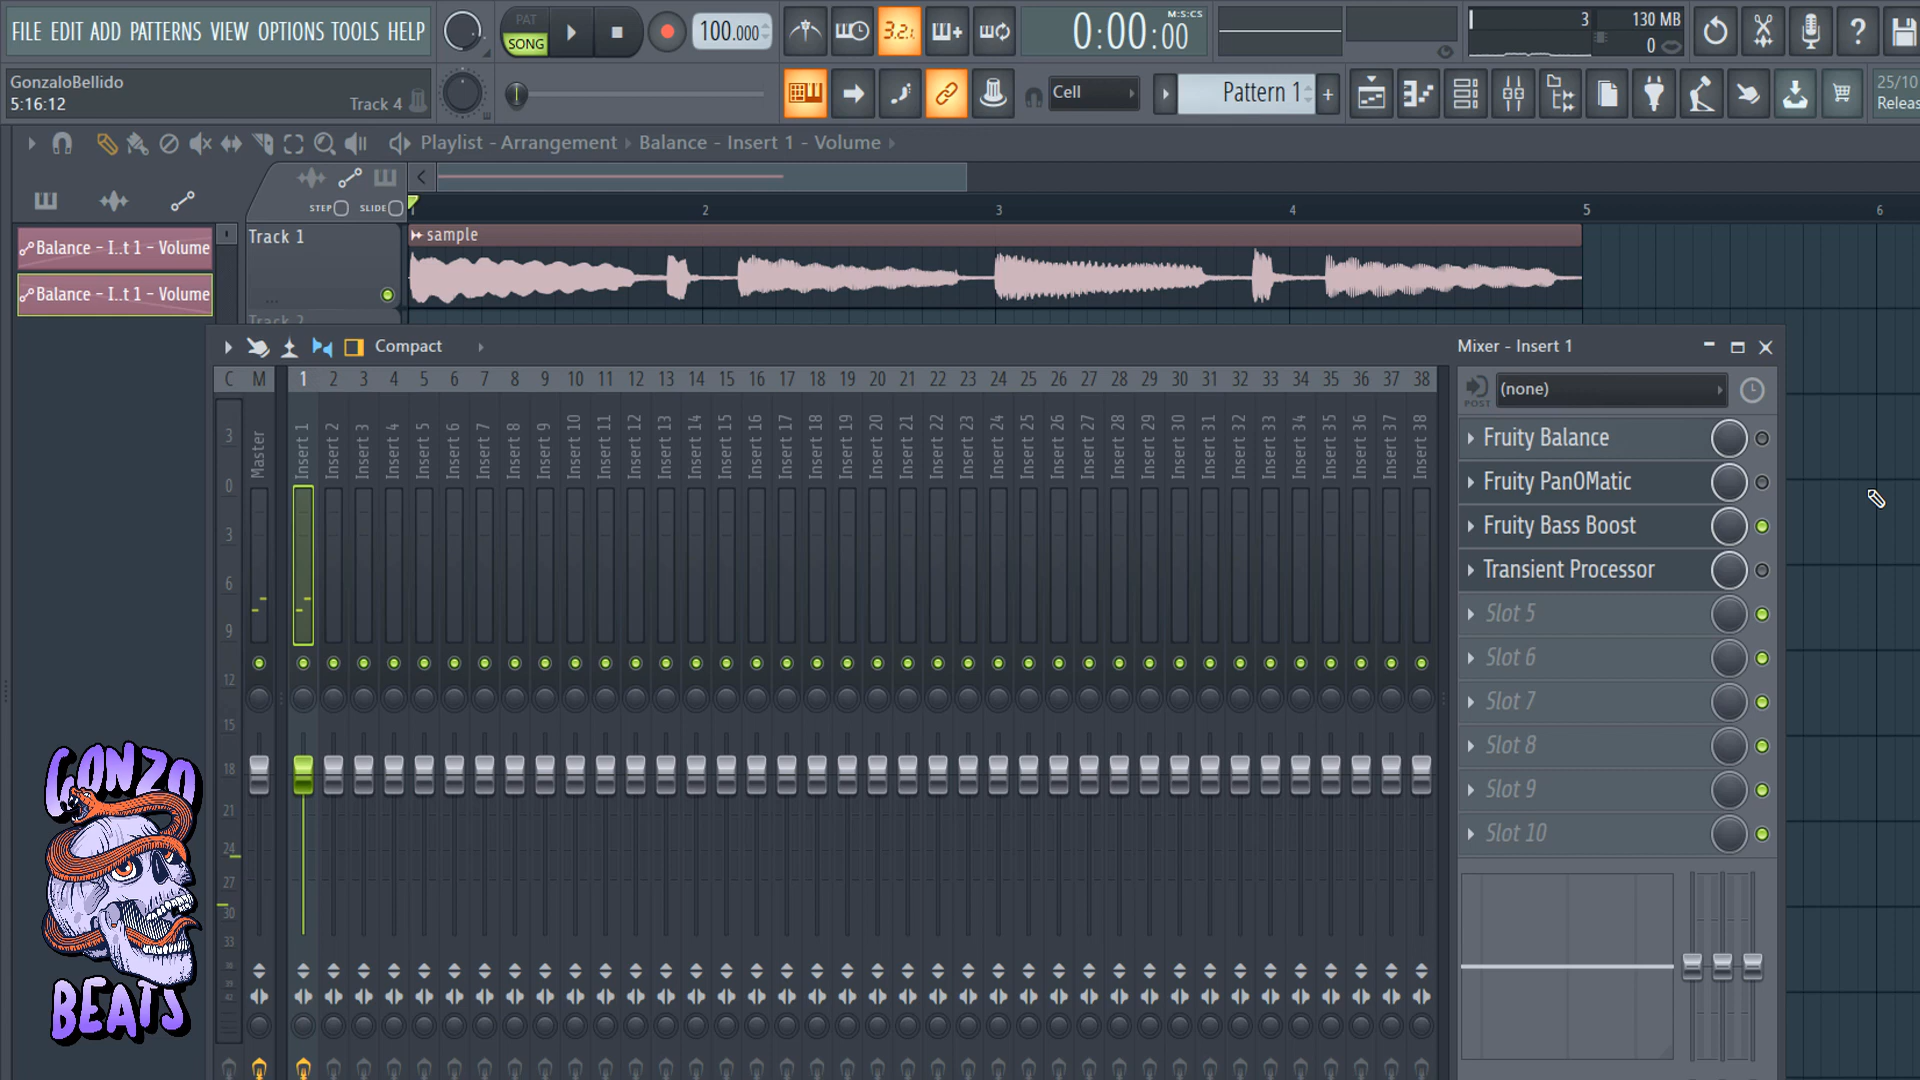 FILE EDIT ADD PATTERNS VIEW OPTIONS TOOLS HELP
PAT
SONG
100.000
3.2.
0:00:00
M:S:CS
3
130 MB
0
GonzaloBellido
5:16:12
Track 4
Cell
Pattern 1
25/10
Releas
Playlist - Arrangement
Balance - Insert 1 - Volume
STEP
SLIDE
1 2 3 4 5 6
Balance - I..t 1 - Volume
Balance - I..t 1 - Volume
Track 1
sample
Track 2
Compact
Mixer - Insert 1
C M 1 2 3 4 5 6 7 8 9 10 11 12 13 14 15 16 17 18 19 20 21 22 23 24 25 26 27 28 29 30 31 32 33 34 35 36 37 38
POST
(none)
Master Insert 1 Insert 2 Insert 3 Insert 4 Insert 5 Insert 6 Insert 7 Insert 8 Insert 9 Insert 10 Insert 11 Insert 12 Insert 13 Insert 14 Insert 15 Insert 16 Insert 17 Insert 18 Insert 19 Insert 20 Insert 21 Insert 22 Insert 23 Insert 24 Insert 25 Insert 26 Insert 27 Insert 28 Insert 29 Insert 30 Insert 31 Insert 32 Insert 33 Insert 34 Insert 35 Insert 36 Insert 37 Insert 38
3
0
3
6
9
12
15
18
21
24
27
30
33
Fruity Balance
Fruity PanOMatic
Fruity Bass Boost
Transient Processor
Slot 5
Slot 6
Slot 7
Slot 8
Slot 9
Slot 10
GONZO
BEATS